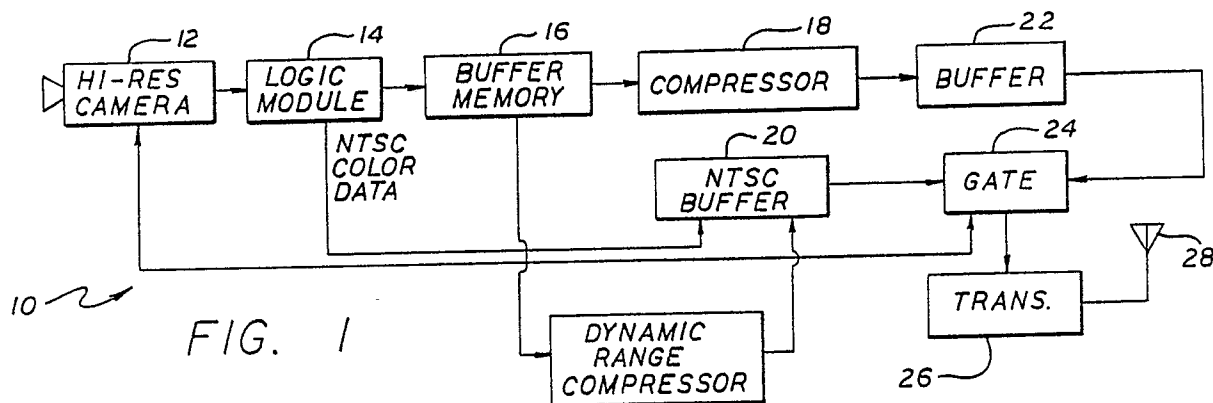 12
HI-RES
CAMERA
14
LOGIC
MODULE
16
BUFFER
MEMORY
18
COMPRESSOR
22
BUFFER
NTSC
COLOR
DATA
20
NTSC
BUFFER
24
GATE
28
TRANS.
26
10
FIG. 1
DYNAMIC
RANGE
COMPRESSOR